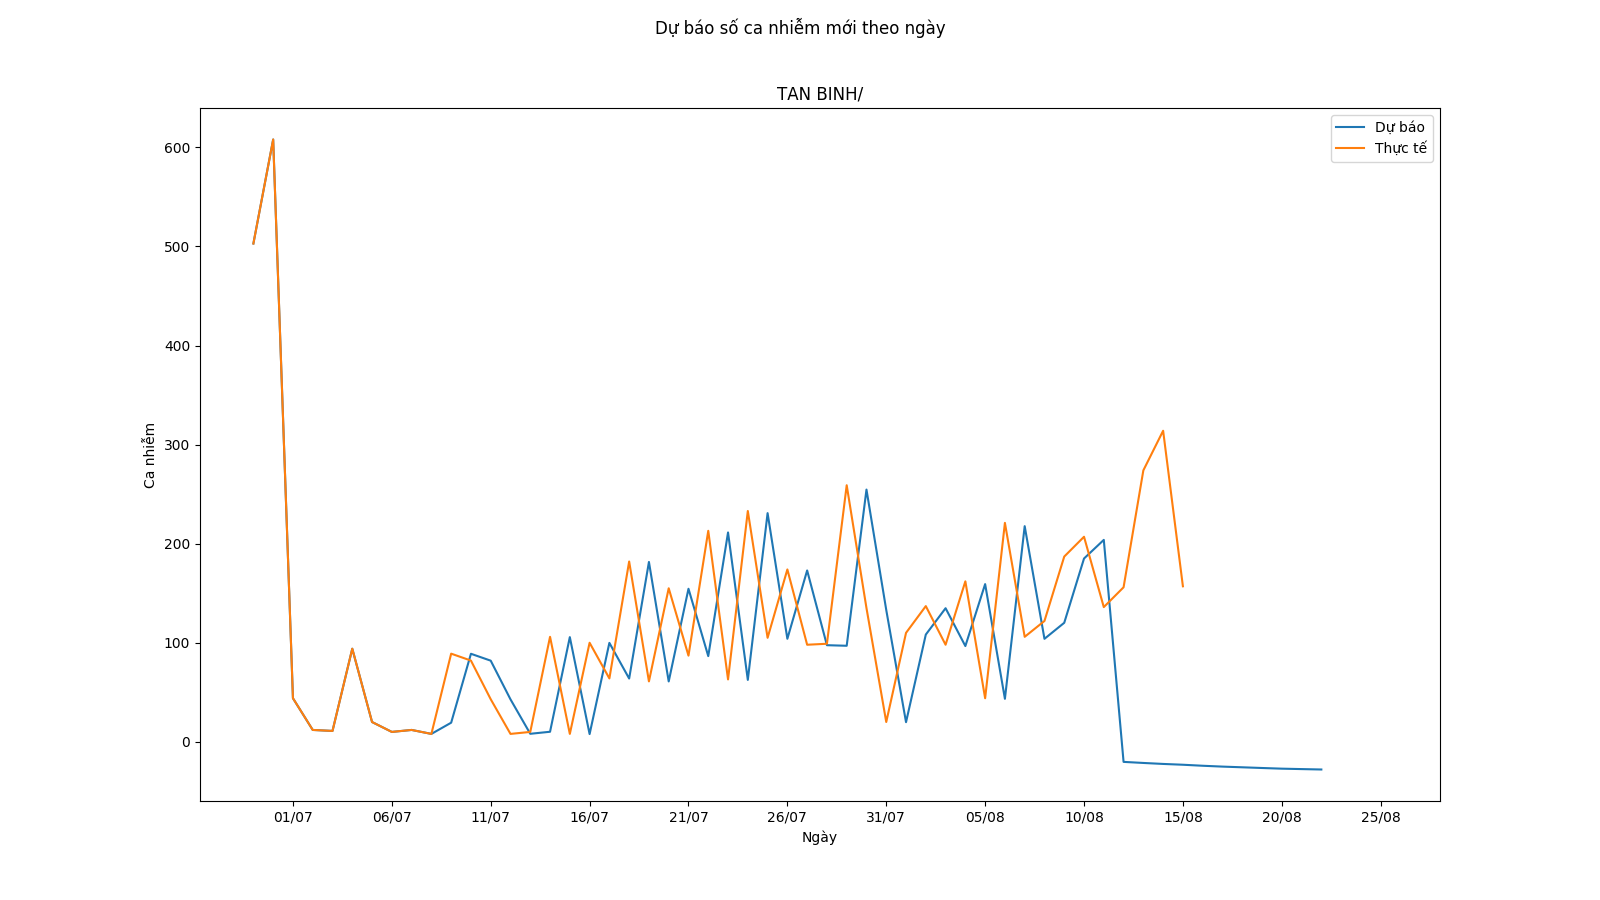 Dự báo số ca nhiễm mới theo ngày
TAN BINH/
Dự báo
Thực tế
600
500
400
300
200
100
0
Ca nhiễm
01/07 06/07 11/07 16/07 21/07 26/07 31/07 05/08 10/08 15/08 20/08 25/08
Ngày